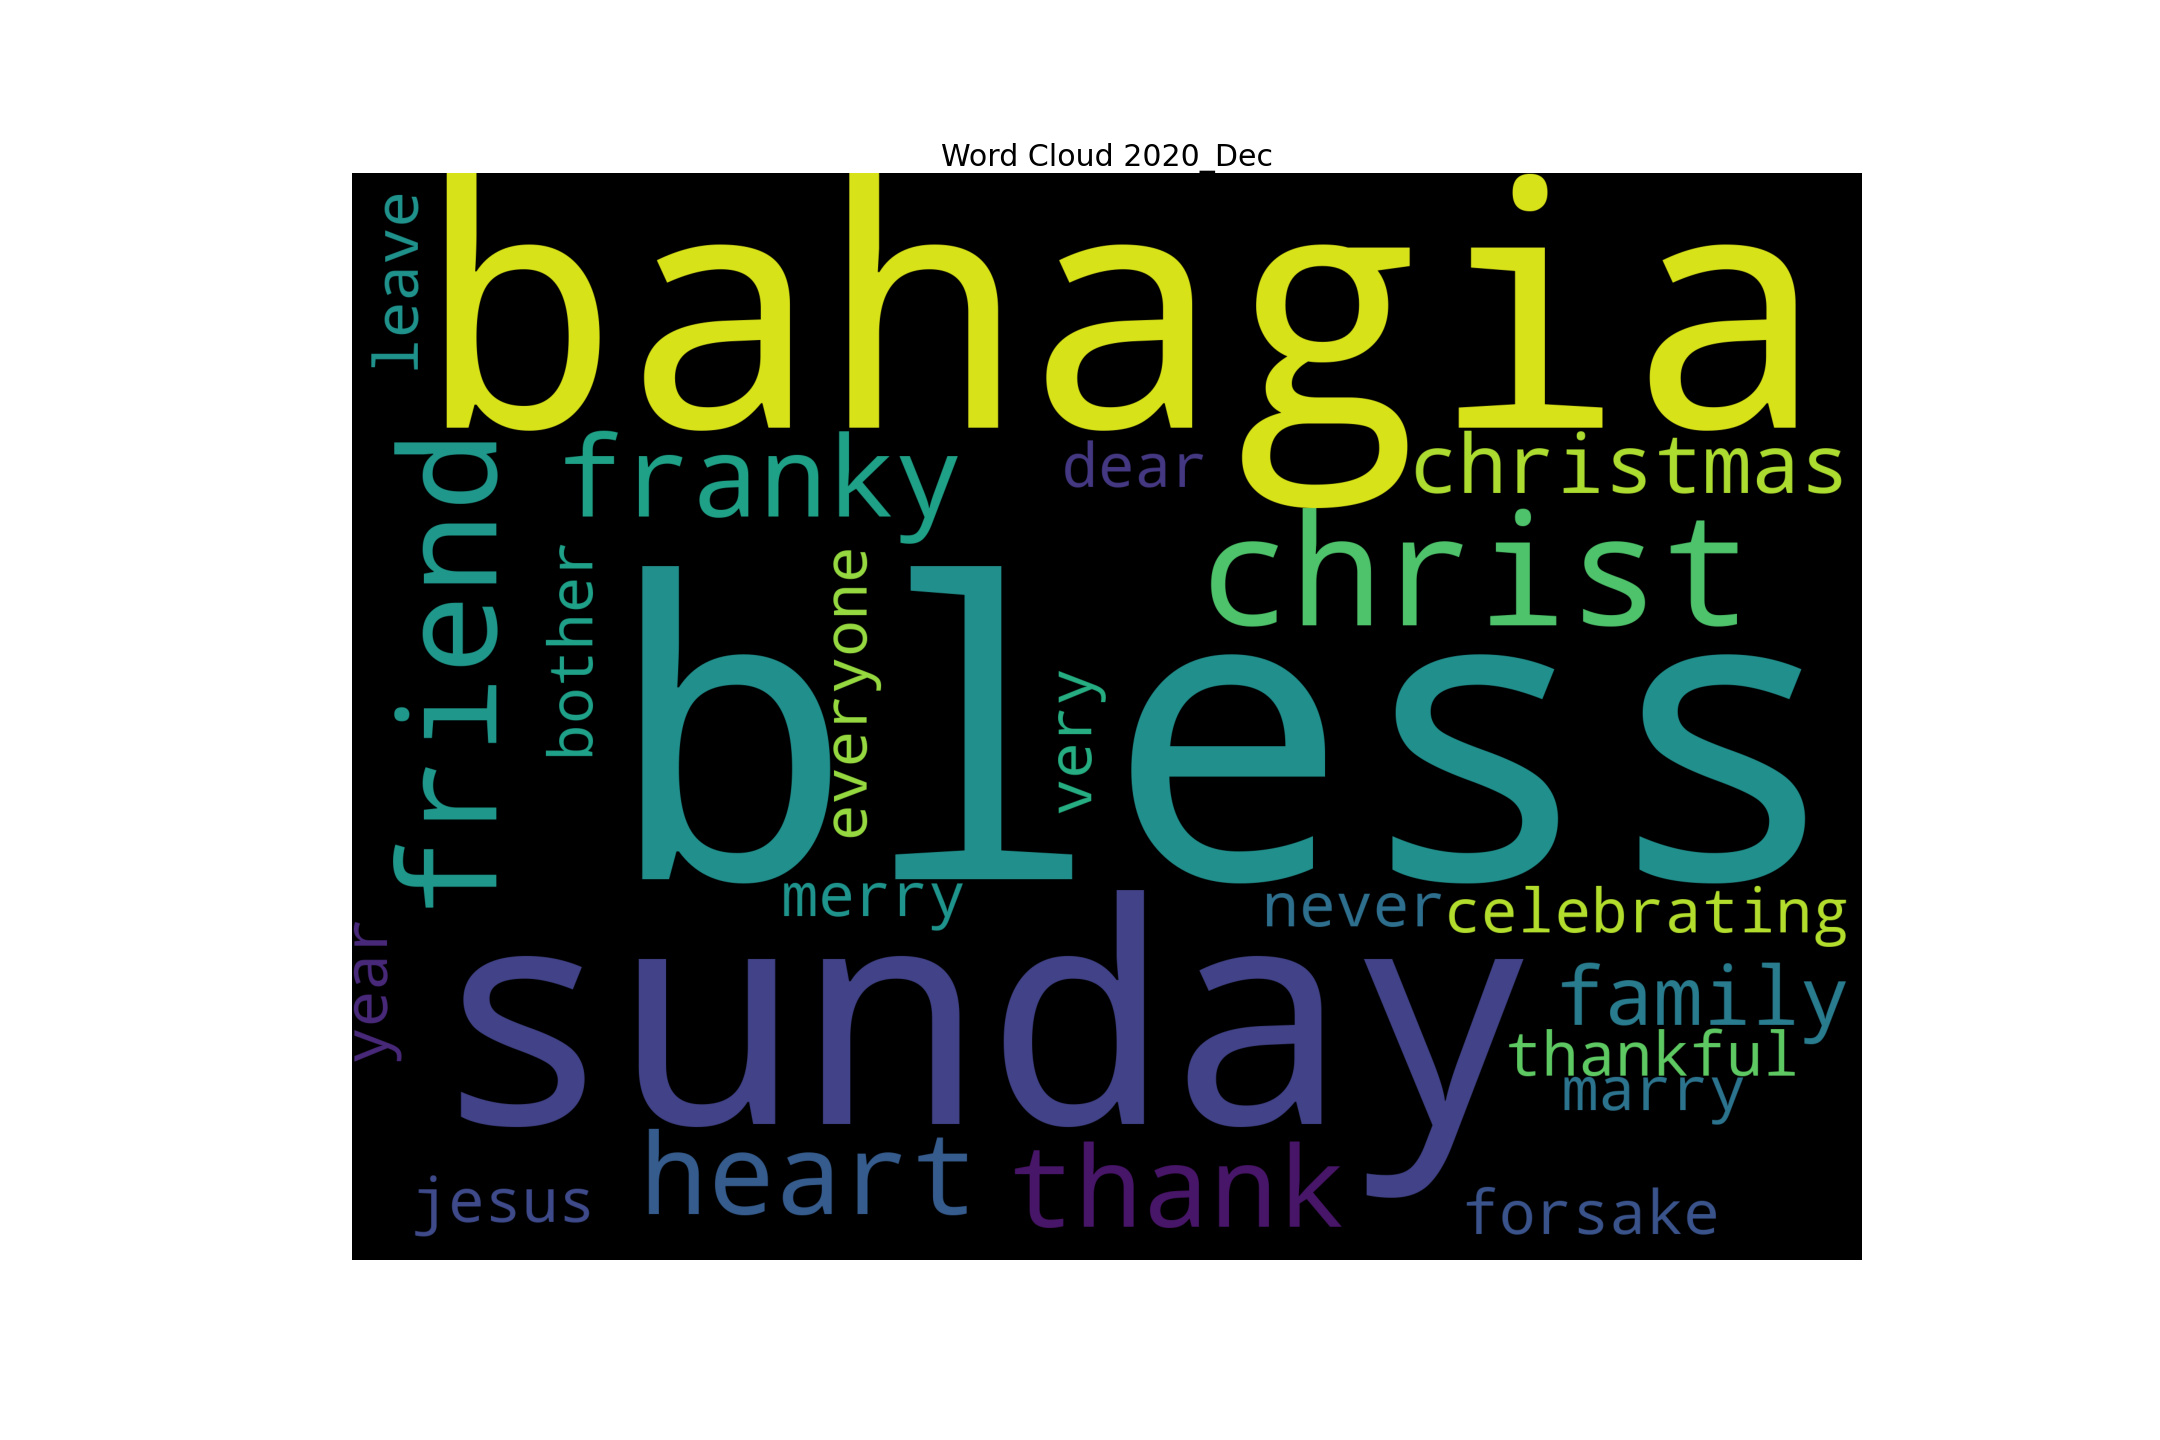 Word Cloud 2020_Dec
leave
bahagia
friend
franky
dear
christmas
christ
bother
everyone
bless
very
merry
never
celebrating
year
sunday
family
thankful
marry
heart
thank
jesus
forsake